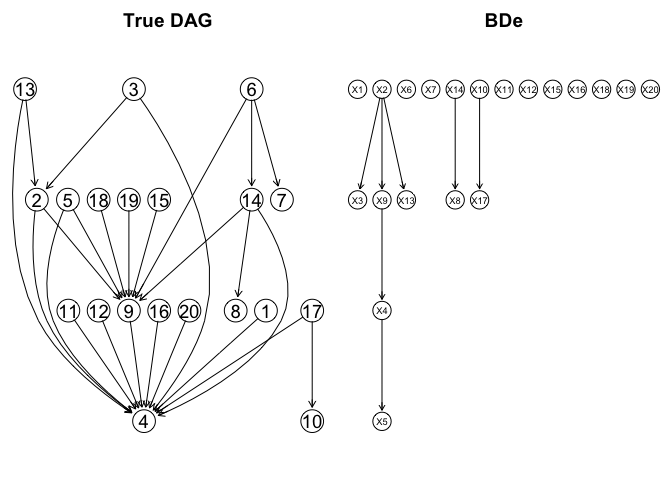 True DAG
BDe
13 3 6
X1 X2 X6 X7 X14 X10 X11 X12 X15 X16 X18 X19 X20
2 5 18 19 15 14 7
X3 X9 X13 X8 X17
11 12 9 16 20 8 1 17
X4
4 10
X5